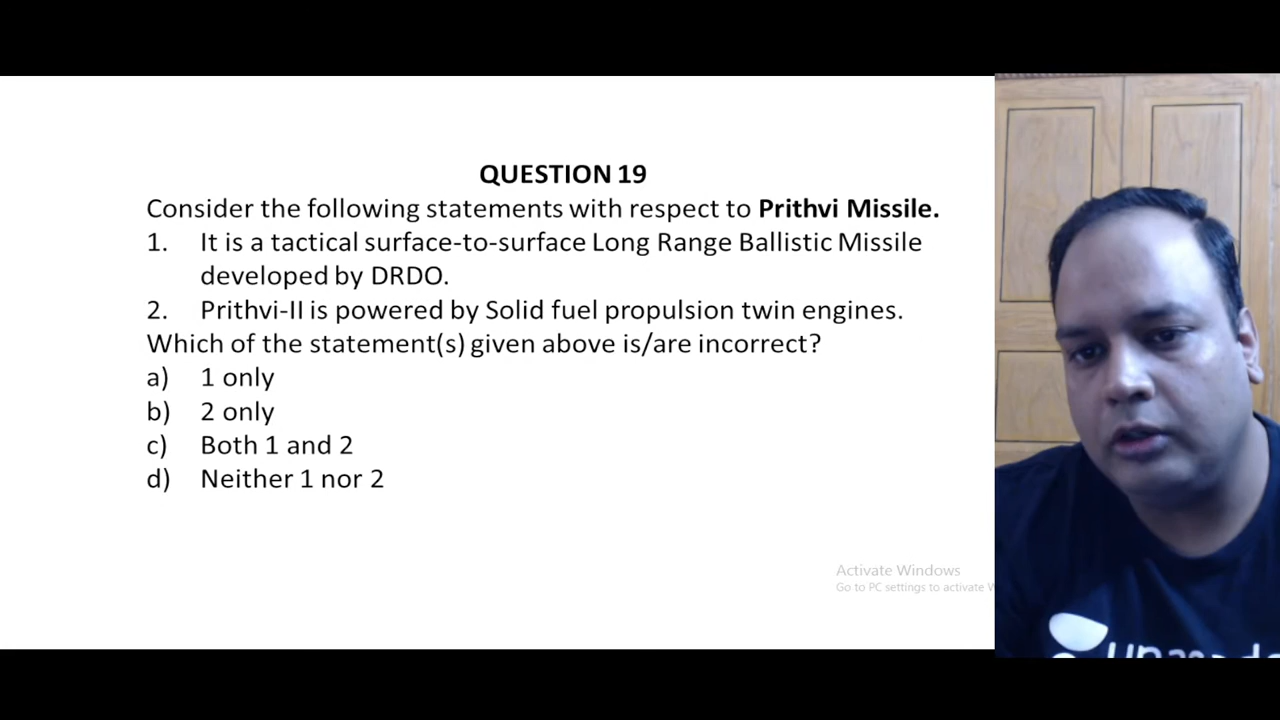 QUESTION 19
Consider the following statements with respect to Prithvi Missile.
1. It is a tactical surface-to-surface Long Range Ballistic Missile
developed by DRDO.
2. Prithvi-II is powered by Solid fuel propulsion twin engines.
Which of the statement(s) given above is/are incorrect?
a) 1 only
b) 2 only
c) Both 1 and 2
d) Neither 1 nor 2
Activate Windows
Go to PC settings to activate W